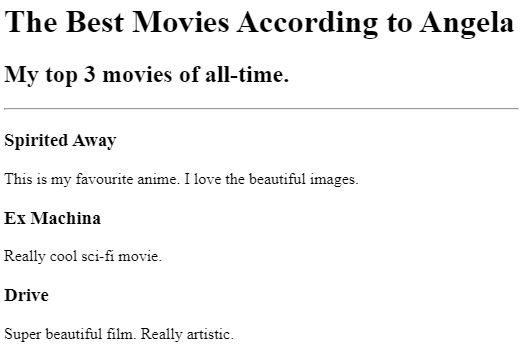 The Best Movies According to Angela
My top 3 movies of all-time.
Spirited Away
This is my favourite anime. I love the beautiful images.
Ex Machina
Really cool sci-fi movie.
Drive
Super beautiful film. Really artistic.